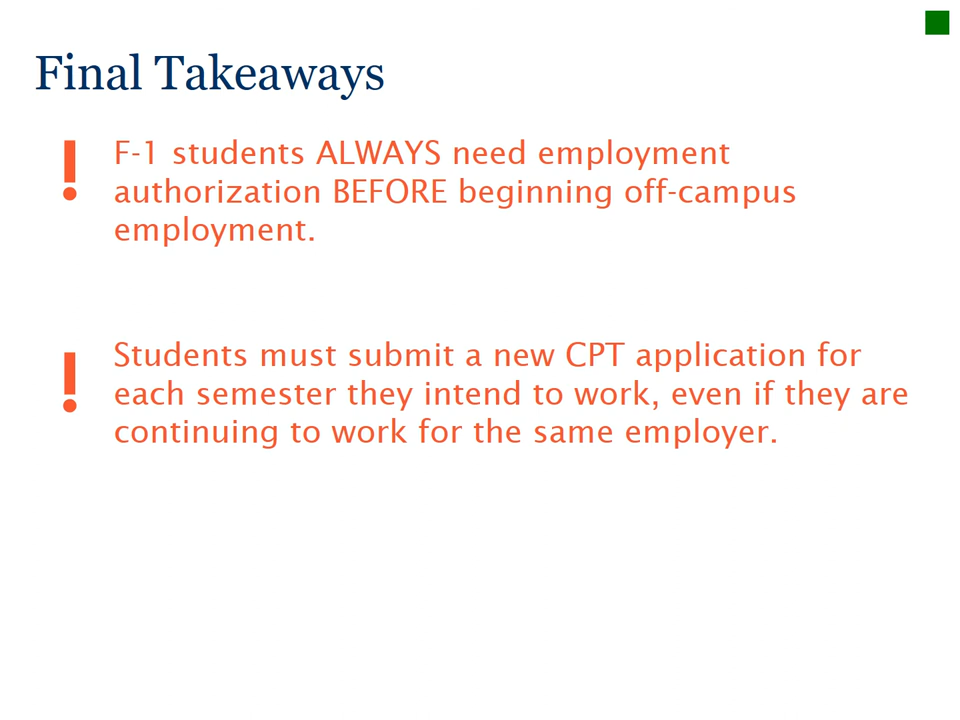 Final Takeaways
! F-1 students ALWAYS need employment
authorization BEFORE beginning off-campus
employment.
! Students must submit a new CPT application for
each semester they intend to work, even if they are
continuing to work for the same employer.